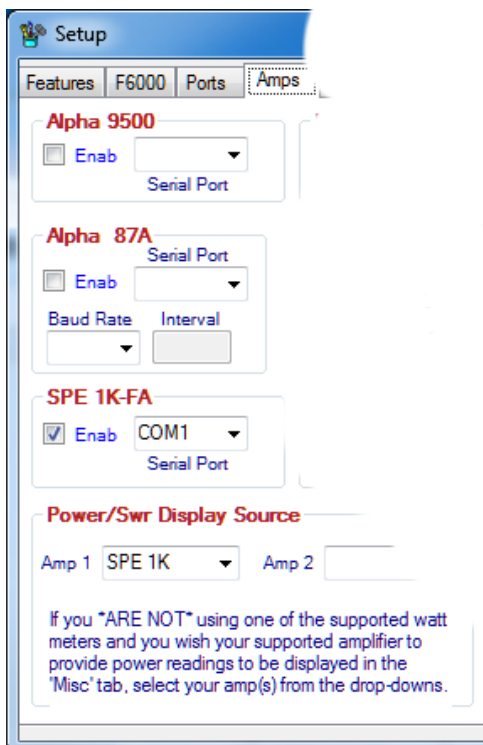 Setup
Features F6000 Ports Amps
Alpha 9500
Enab
Serial Port
Alpha 87A
Serial Port
Enab
Baud Rate Interval
SPE 1K-FA
Enab COM1
Serial Port
Power/Swr Display Source
Amp 1 SPE 1K Amp 2
If you *ARE NOT* using one of the supported watt
meters and you wish your supported amplifier to
provide power readings to be displayed in the
'Misc' tab, select your amp(s) from the drop-downs.